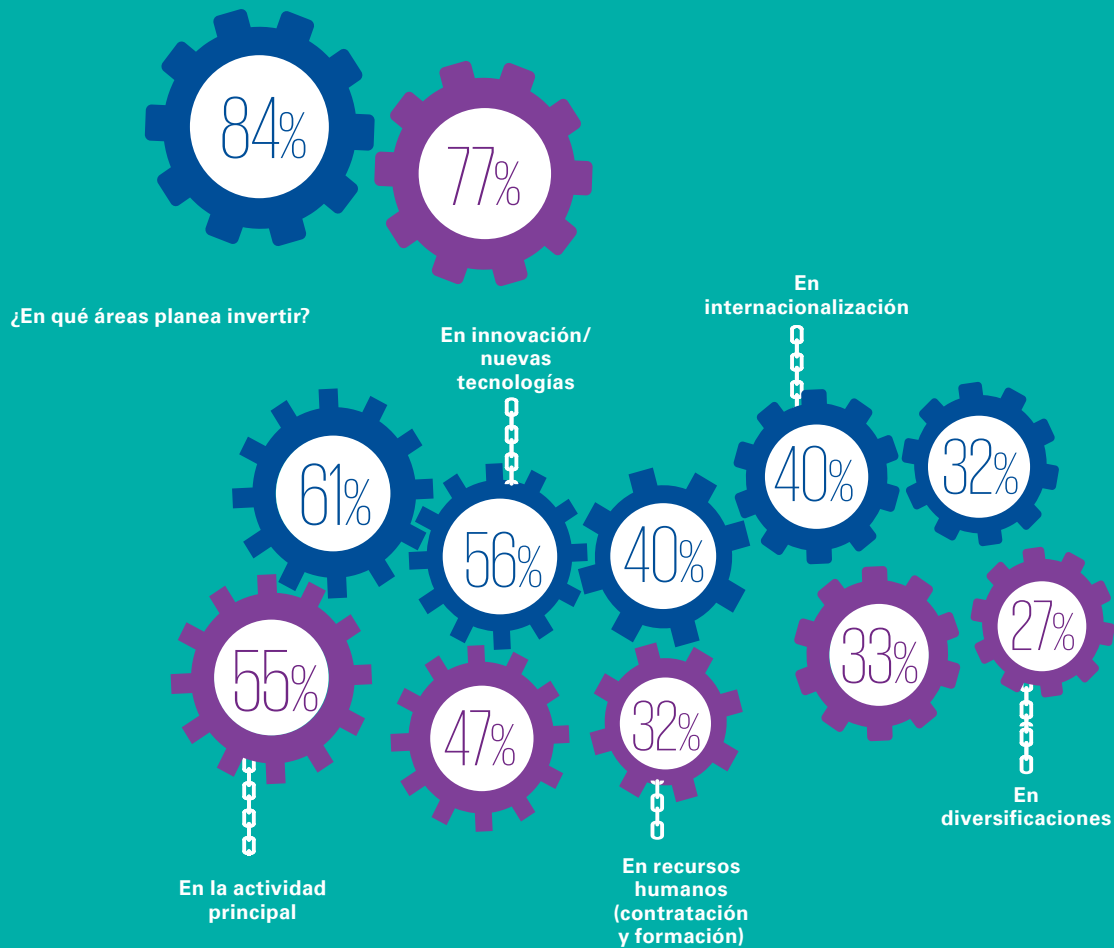 84%
77%
¿En qué áreas planea invertir?
En
internacionalización
En innovación/
nuevas
tecnologías
61%
56%
40%
40%
32%
55%
47%
32%
33%
27%
En
diversificaciones
En la actividad
principal
En recursos
humanos
(contratación
y formación)